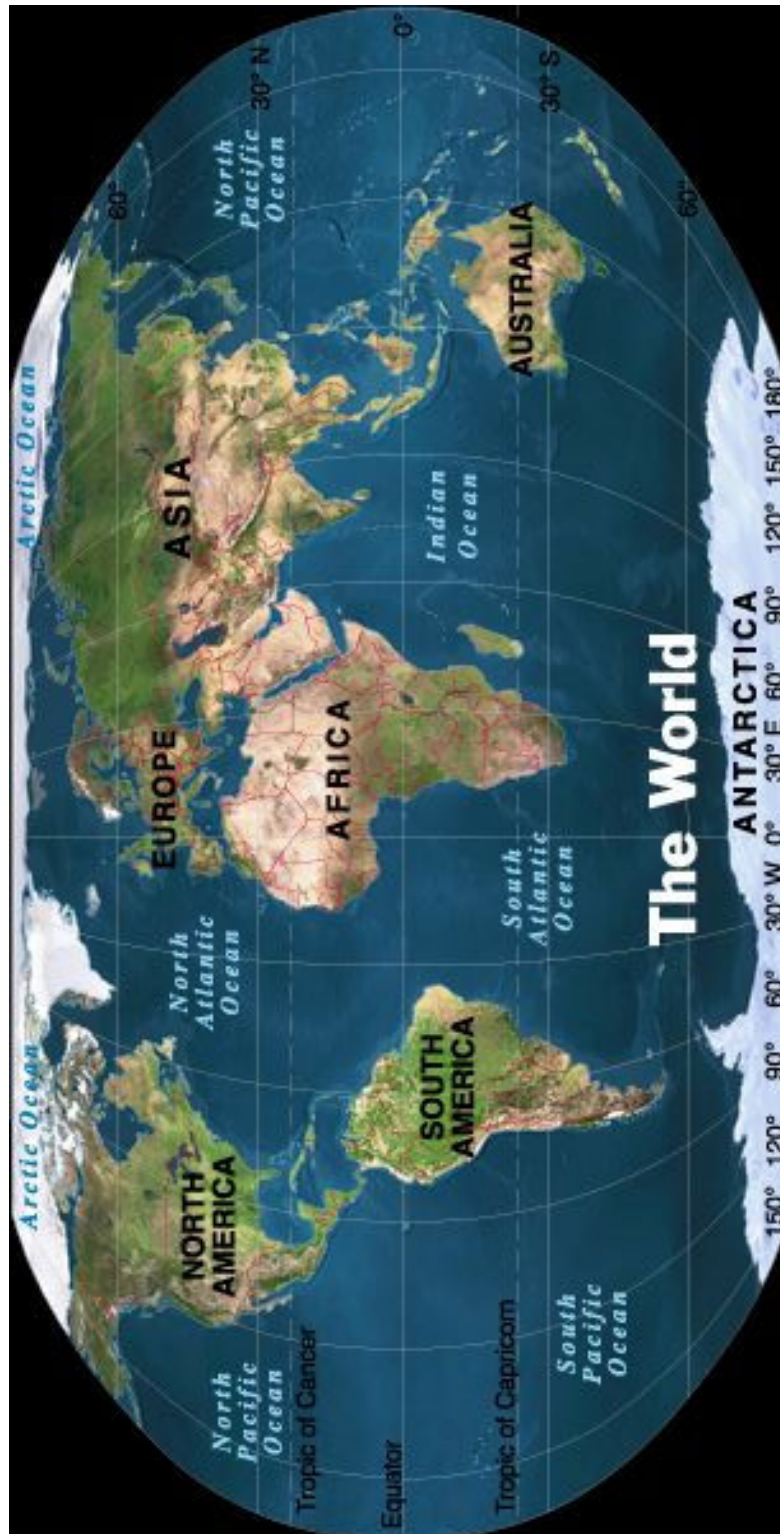 Arctic Ocean
Arctic Ocean
60°
NORTH
AMERICA
EUROPE
ASIA
North
Pacific
Ocean
North
Atlantic
Ocean
North
Pacific
Ocean
30° N
Tropic of Cancer
AFRICA
Equator
0°
SOUTH
AMERICA
Indian
Ocean
Tropic of Capricorn
South
Atlantic
Ocean
AUSTRALIA
30° S
South
Pacific
Ocean
The World
60°
ANTARCTICA
150°
120°
90°
60°
30° W
0°
30° E
60°
90°
120°
150°
180°